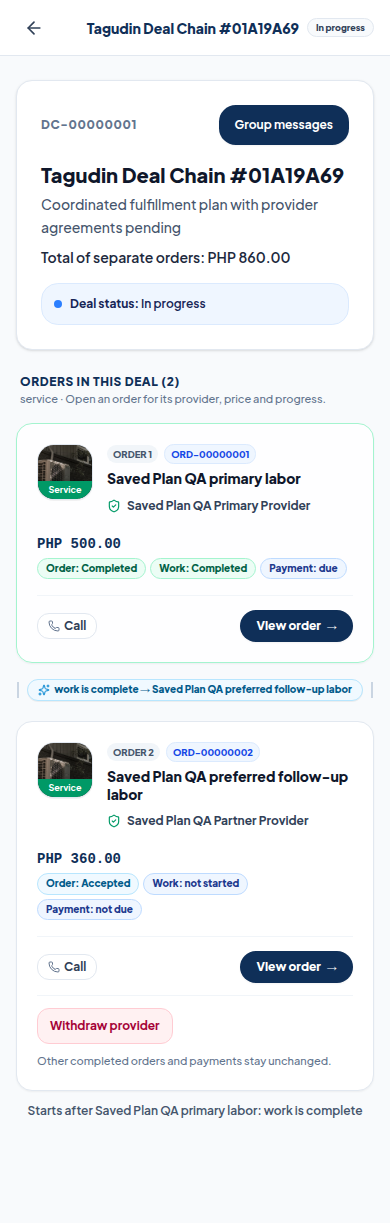 Tagudin Deal Chain #01A19A69 In progress
DC-00000001 Group messages
Tagudin Deal Chain #01A19A69
Coordinated fulfillment plan with provider
agreements pending
Total of separate orders: PHP 860.00
Deal status: In progress
ORDERS IN THIS DEAL (2)
service · Open an order for its provider, price and progress.
ORDER 1 ORD-00000001
Saved Plan QA primary labor
Service
Saved Plan QA Primary Provider
PHP 500.00
Order: Completed Work: Completed Payment: due
Call View order →
work is complete → Saved Plan QA preferred follow-up labor
ORDER 2 ORD-00000002
Saved Plan QA preferred follow-up
labor
Service
Saved Plan QA Partner Provider
PHP 360.00
Order: Accepted Work: not started
Payment: not due
Call View order →
Withdraw provider
Other completed orders and payments stay unchanged.
Starts after Saved Plan QA primary labor: work is complete